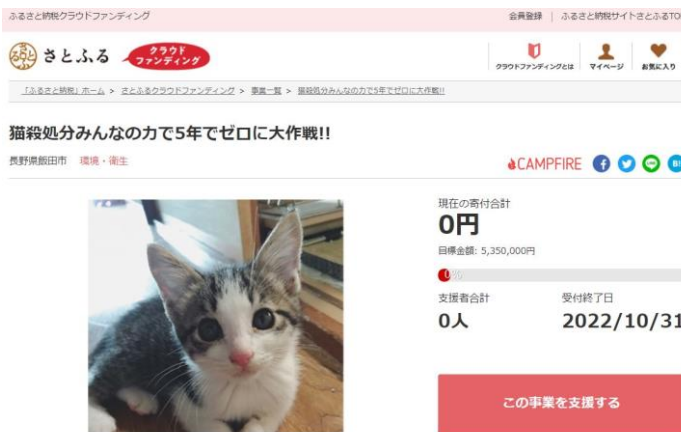 ふるさと納税クラウドファンディング
会員登録 | ふるさと納税サイトさとふるTO
さとふる クラウドファンディング
クラウドファンディングとは マイページ お気に入り
「ふるさと納税」ホーム > さとふるクラウドファンディング > 事業一覧 > 猫殺処分みんなの力で5年でゼロに大作戦!!
猫殺処分みんなの力で5年でゼロに大作戦!!
長野県飯田市 環境・衛生
CAMPFIRE
現在の寄付合計
0円
目標金額: 5,350,000円
0%
支援者合計 受付終了日
0人 2022/10/31
この事業を支援する